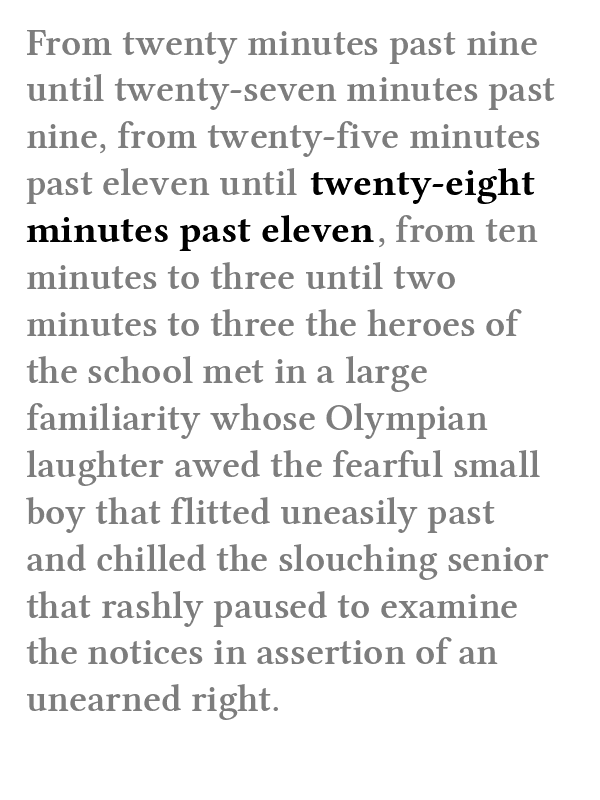 From twenty minutes past nine
until twenty-seven minutes past
nine, from twenty-five minutes
past eleven until twenty-eight
minutes past eleven, from ten
minutes to three until two
minutes to three the heroes of
the school met in a large
familiarity whose Olympian
laughter awed the fearful small
boy that flitted uneasily past
and chilled the slouching senior
that rashly paused to examine
the notices in assertion of an
unearned right.